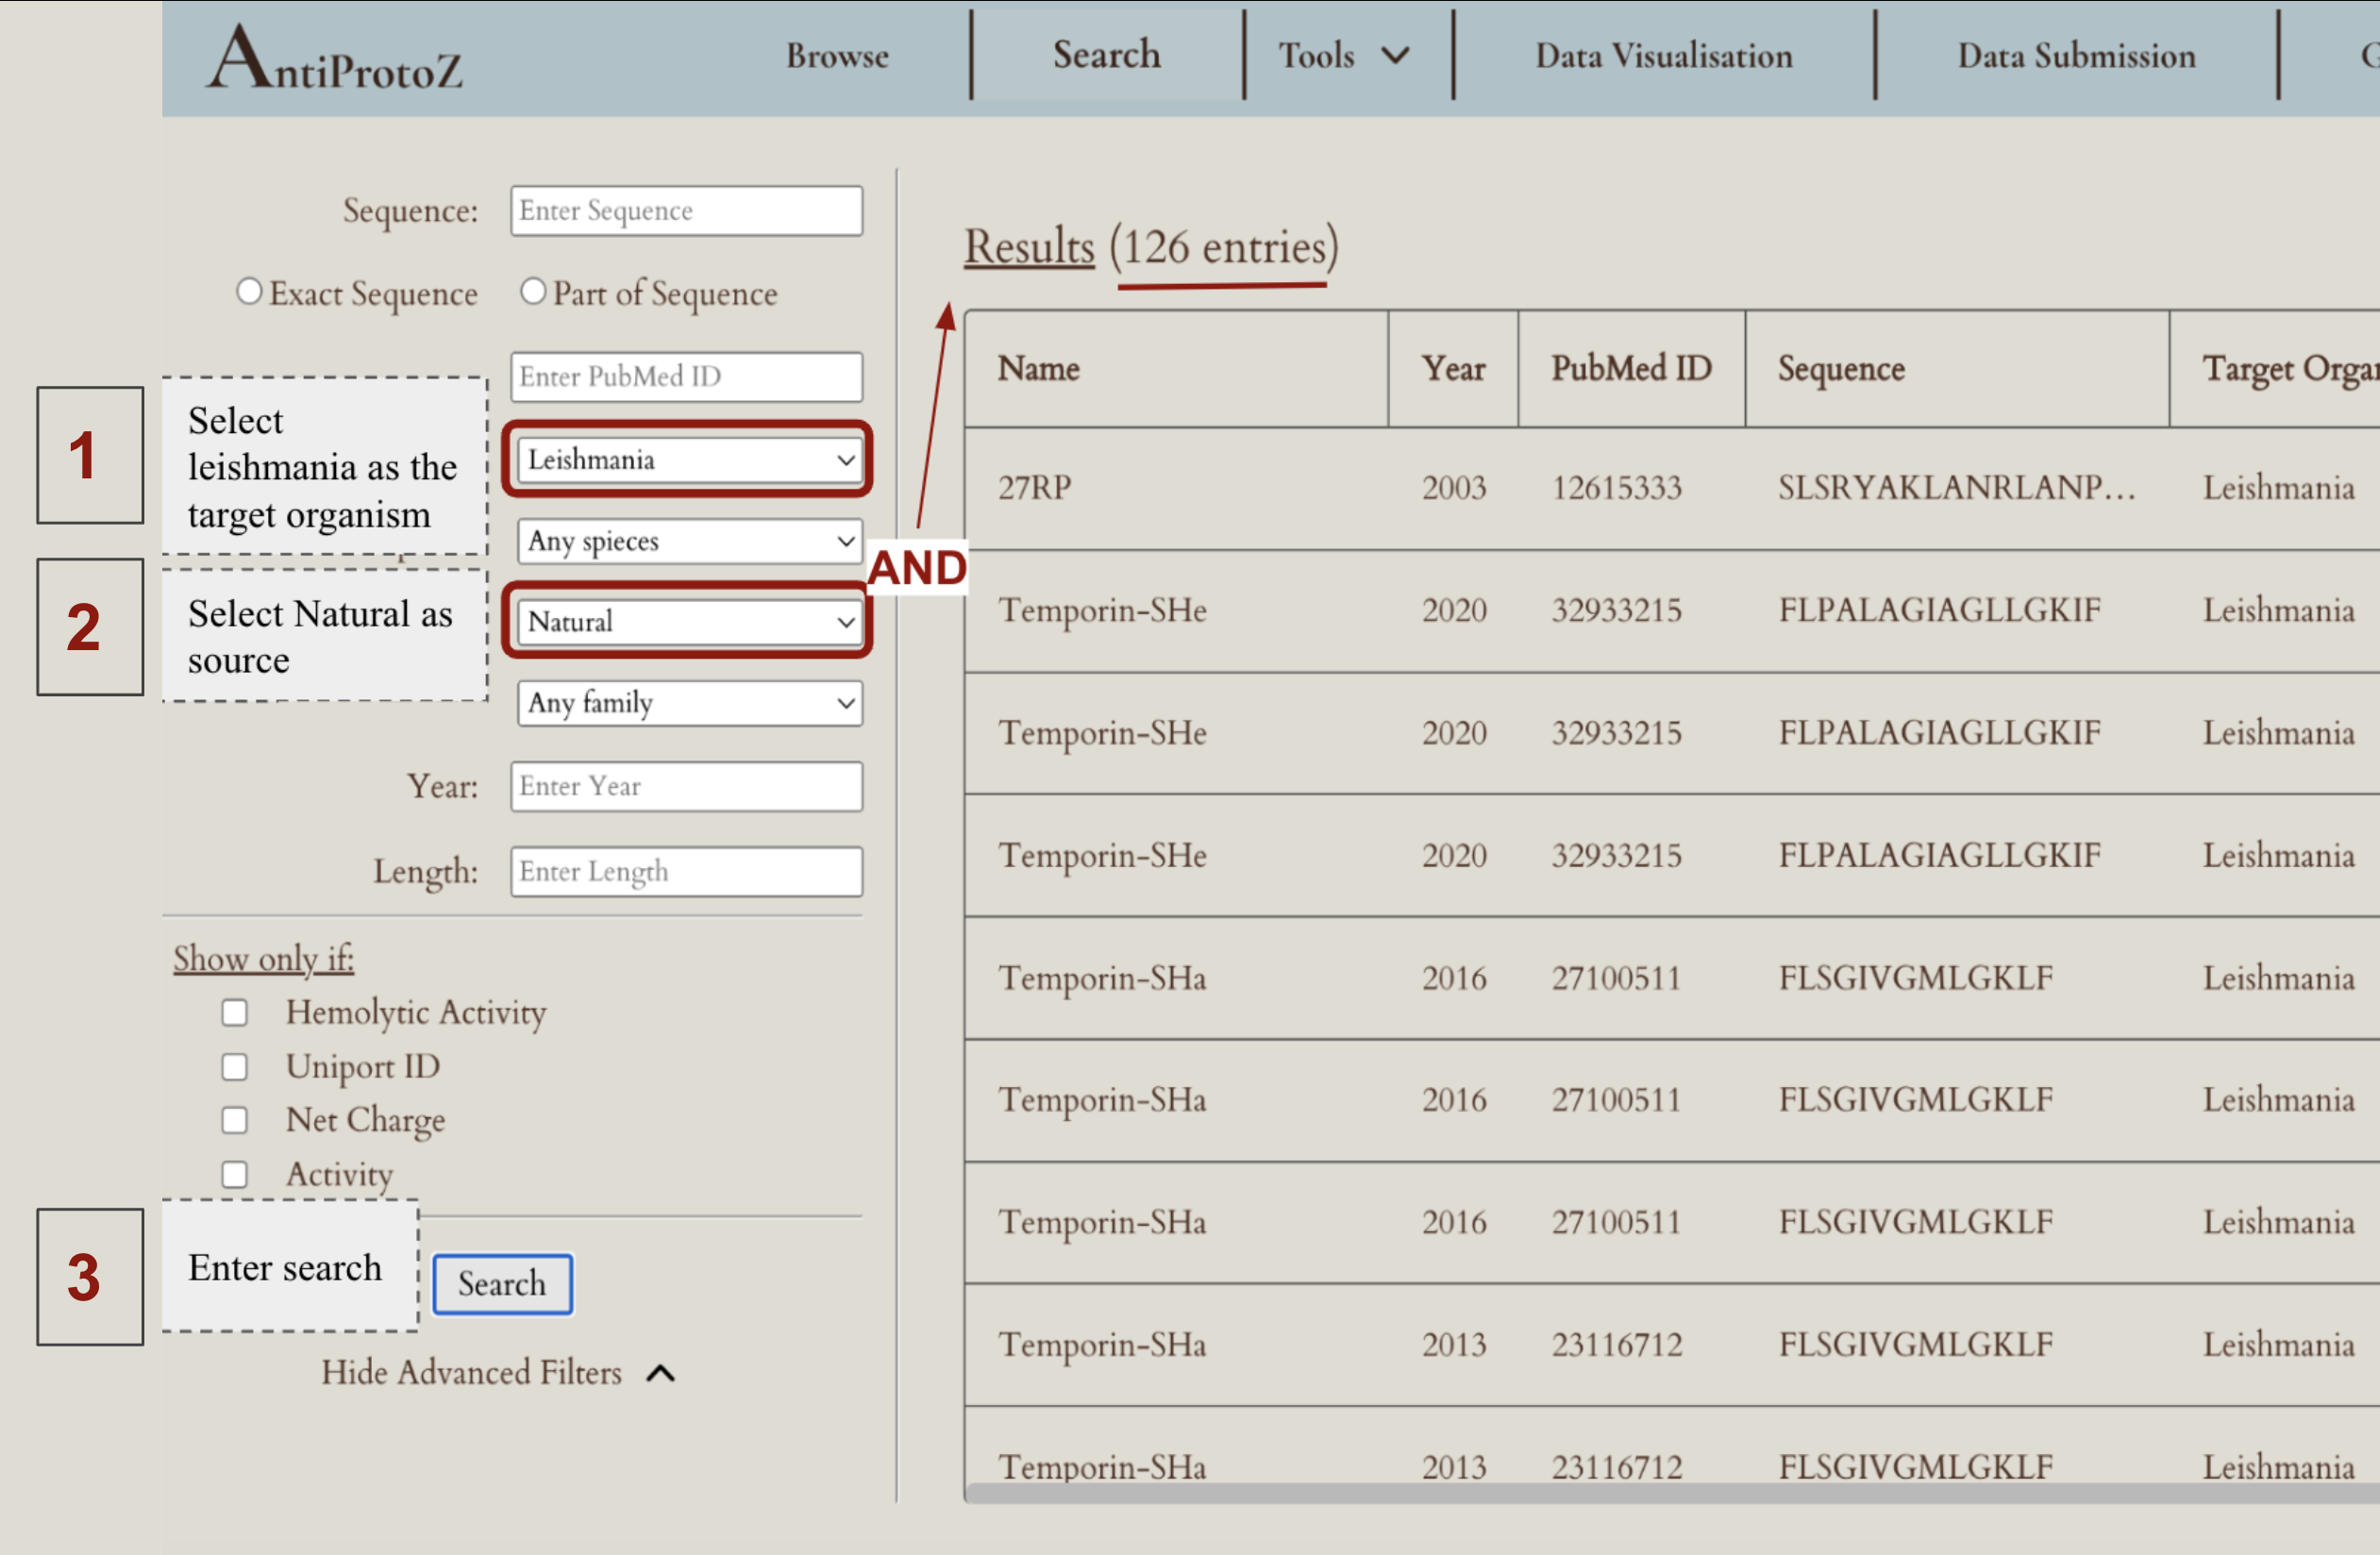 AntiProtoZ
Browse
Search
Tools
Data Visualisation
Data Submission
Sequence:
Enter Sequence
Exact Sequence
Part of Sequence
Enter PubMed ID
1
Select
leishmania as the
target organism
Leishmania
Any spieces
AND
2
Select Natural as
source
Natural
Any family
Year:
Enter Year
Length:
Enter Length
Show only if:
Hemolytic Activity
Uniport ID
Net Charge
Activity
3
Enter search
Search
Hide Advanced Filters
Results (126 entries)
Name Year PubMed ID Sequence Target Organ
27RP 2003 12615333 SLSRYAKLANRLANP... Leishmania
Temporin-SHe 2020 32933215 FLPALAGIAGLLGKIF Leishmania
Temporin-SHe 2020 32933215 FLPALAGIAGLLGKIF Leishmania
Temporin-SHe 2020 32933215 FLPALAGIAGLLGKIF Leishmania
Temporin-SHa 2016 27100511 FLSGIVGMLGKLF Leishmania
Temporin-SHa 2016 27100511 FLSGIVGMLGKLF Leishmania
Temporin-SHa 2016 27100511 FLSGIVGMLGKLF Leishmania
Temporin-SHa 2013 23116712 FLSGIVGMLGKLF Leishmania
Temporin-SHa 2013 23116712 FLSGIVGMLGKLF Leishmania